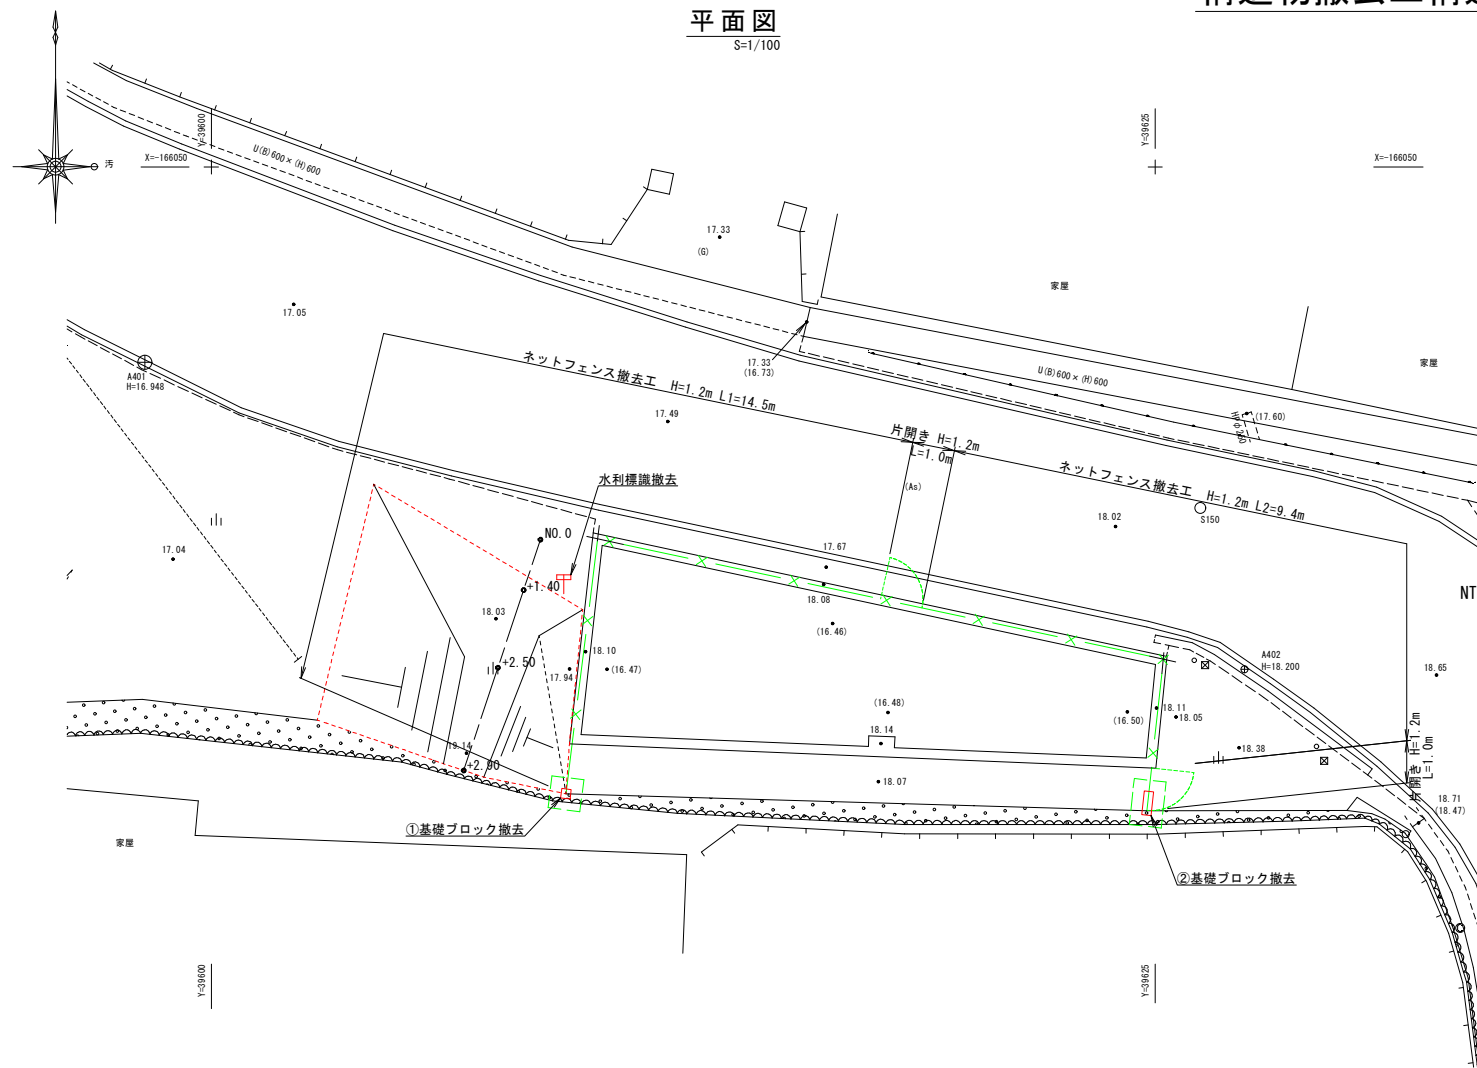 平面図
S=1/100
Y=39600
Y=39625
X=-166050
X=-166050
汚
U(B)600×(H)600
17.33
(G)
家屋
17.05
17.33
(16.73)
家屋
A401
H=16.948
ネットフェンス撤去工 H=1.2m L1=14.5m
U(B)600×(H)600
(17.60)
17.49
片開き H=1.2m
L=1.0m
ネットフェンス撤去工 H=1.2m L2=9.4m
水利標識撤去
(As)
S150
18.02
NO.0
17.04
17.67
+1.40
18.08
NT
18.03
(16.46)
18.10
+2.50
17.94
(16.47)
A402
H=18.200
18.65
(16.48)
(16.50)
18.11
18.05
18.14
19.14
18.38
+2.90
18.07
片開き H=1.2m
L=1.0m
18.71
(18.47)
①基礎ブロック撤去
家屋
②基礎ブロック撤去
Y=39600
Y=39625